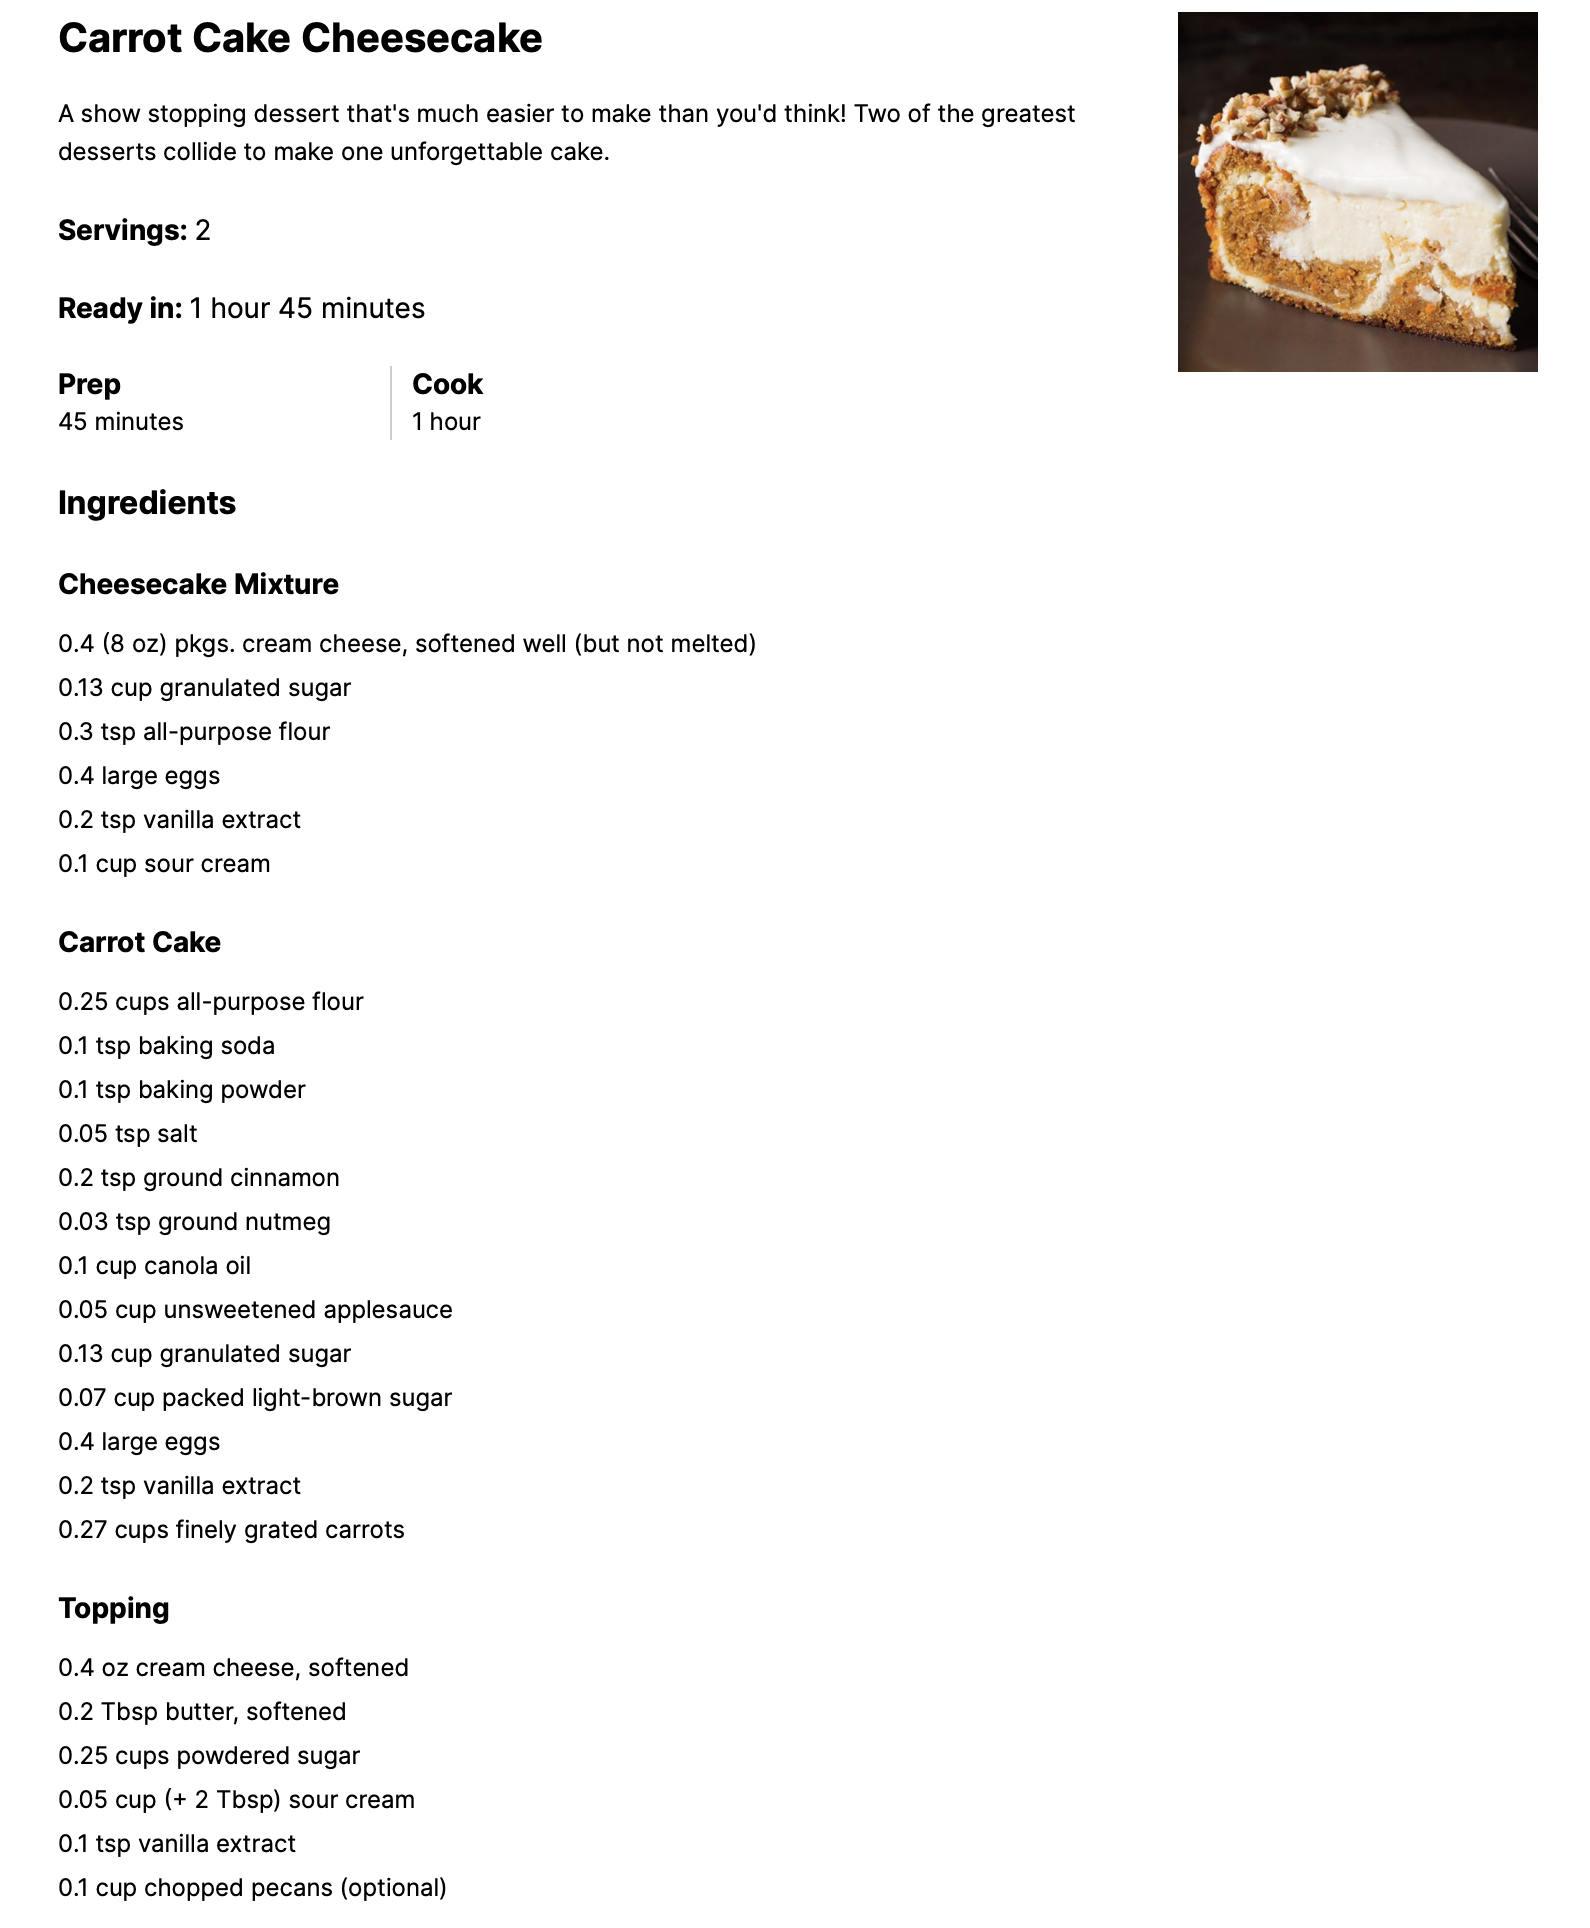 Carrot Cake Cheesecake
A show stopping dessert that's much easier to make than you'd think! Two of the greatest
desserts collide to make one unforgettable cake.
Servings: 2
Ready in: 1 hour 45 minutes
Prep
45 minutes
Cook
1 hour
Ingredients
Cheesecake Mixture
0.4 (8 oz) pkgs. cream cheese, softened well (but not melted)
0.13 cup granulated sugar
0.3 tsp all-purpose flour
0.4 large eggs
0.2 tsp vanilla extract
0.1 cup sour cream
Carrot Cake
0.25 cups all-purpose flour
0.1 tsp baking soda
0.1 tsp baking powder
0.05 tsp salt
0.2 tsp ground cinnamon
0.03 tsp ground nutmeg
0.1 cup canola oil
0.05 cup unsweetened applesauce
0.13 cup granulated sugar
0.07 cup packed light-brown sugar
0.4 large eggs
0.2 tsp vanilla extract
0.27 cups finely grated carrots
Topping
0.4 oz cream cheese, softened
0.2 Tbsp butter, softened
0.25 cups powdered sugar
0.05 cup (+ 2 Tbsp) sour cream
0.1 tsp vanilla extract
0.1 cup chopped pecans (optional)